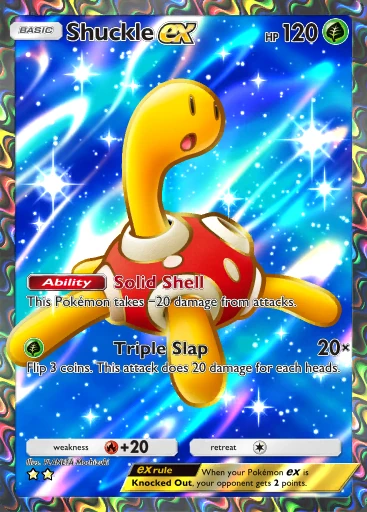 BASIC Shuckle ex HP 120
Ability Solid Shell
This Pokémon takes −20 damage from attacks.
Triple Slap 20×
Flip 3 coins. This attack does 20 damage for each heads.
weakness +20 retreat
Illus.
ex rule When your Pokémon ex is
Knocked Out, your opponent gets 2 points.